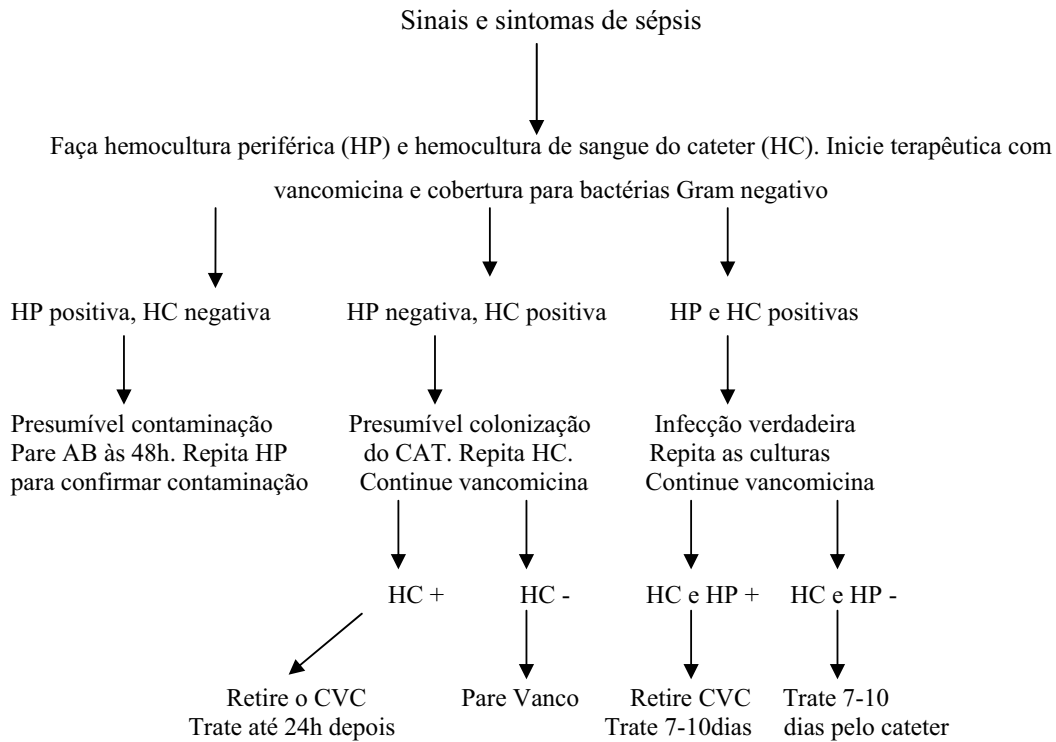 Sinais e sintomas de sépsis
Faça hemocultura periférica (HP) e hemocultura de sangue do cateter (HC). Inicie terapêutica com
vancomicina e cobertura para bactérias Gram negativo
HP positiva, HC negativa
HP negativa, HC positiva
HP e HC positivas
Presumível contaminação
Pare AB às 48h. Repita HP
para confirmar contaminação
Presumível colonização
do CAT. Repita HC.
Continue vancomicina
Infecção verdadeira
Repita as culturas
Continue vancomicina
HC +
HC -
HC e HP +
HC e HP -
Retire o CVC
Trate até 24h depois
Pare Vanco
Retire CVC
Trate 7-10dias
Trate 7-10
dias pelo cateter